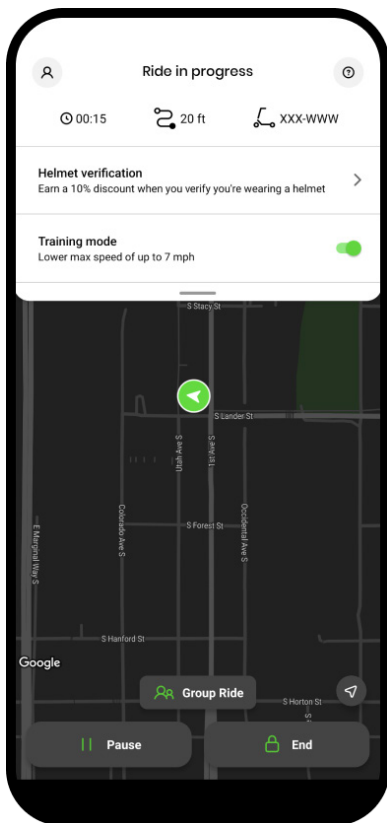 Ride in progress
00:15
20 ft
XXX-WWW
Helmet verification
Earn a 10% discount when you verify you're wearing a helmet
Training mode
Lower max speed of up to 7 mph
S Stacy St
S Lander St
Utah Ave S
1st Ave S
Colorado Ave S
Occidental Ave S
E Marginal Way S
S Forest St
S Hanford St
Google
Group Ride
S Horton St
Pause
End